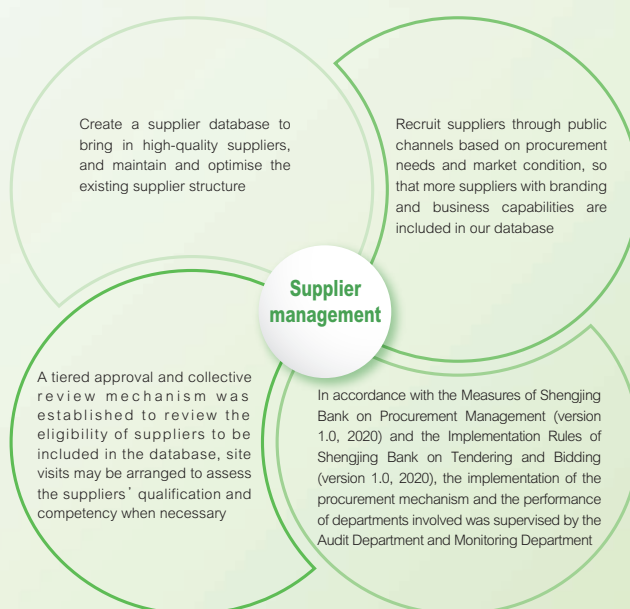 Create a supplier database to
bring in high-quality suppliers,
and maintain and optimise the
existing supplier structure
Recruit suppliers through public
channels based on procurement
needs and market condition, so
that more suppliers with branding
and business capabilities are
included in our database
Supplier
management
A tiered approval and collective
review mechanism was
established to review the
eligibility of suppliers to be
included in the database, site
visits may be arranged to assess
the suppliers' qualification and
competency when necessary
In accordance with the Measures of Shengjing
Bank on Procurement Management (version
1.0, 2020) and the Implementation Rules of
Shengjing Bank on Tendering and Bidding
(version 1.0, 2020), the implementation of the
procurement mechanism and the performance
of departments involved was supervised by the
Audit Department and Monitoring Department